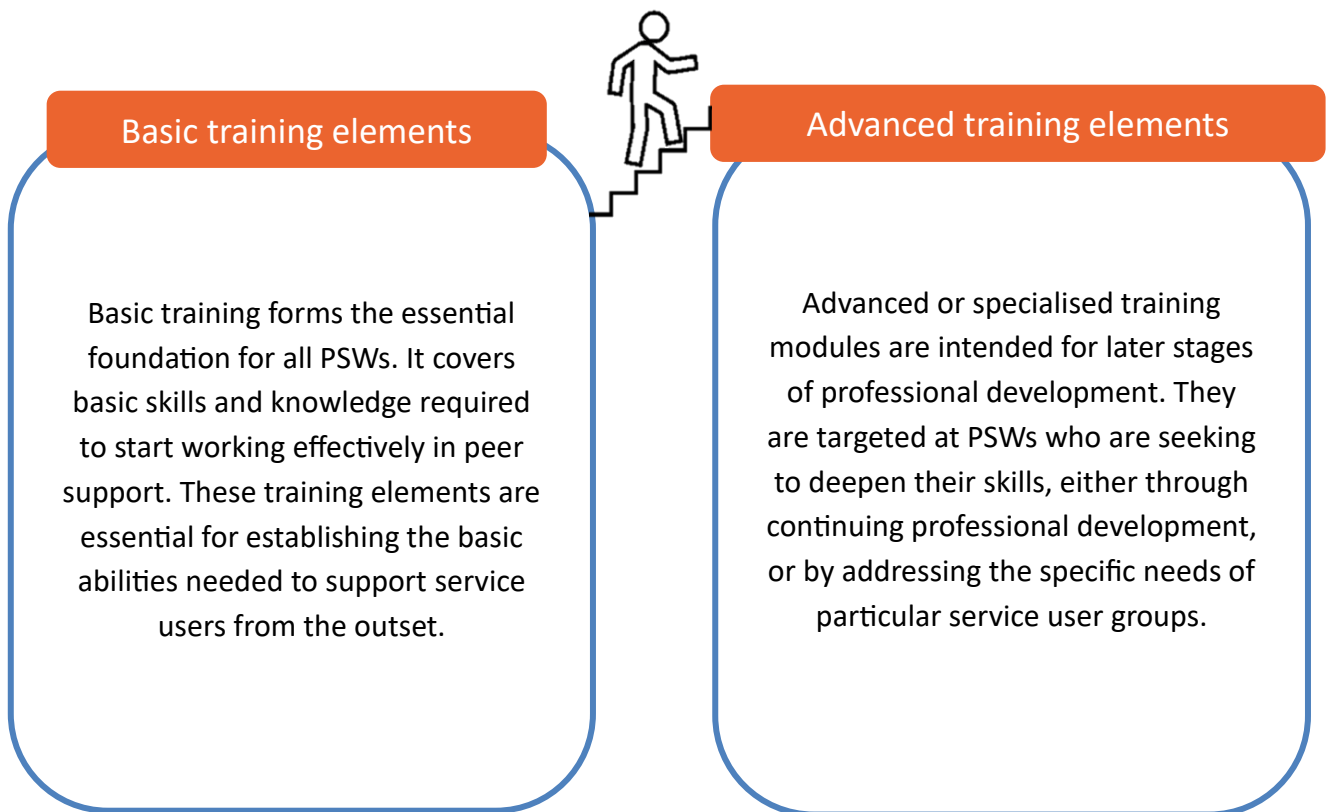 Basic training elements
Basic training forms the essential
foundation for all PSWs. It covers
basic skills and knowledge required
to start working effectively in peer
support. These training elements are
essential for establishing the basic
abilities needed to support service
users from the outset.
Advanced training elements
Advanced or specialised training
modules are intended for later stages
of professional development. They
are targeted at PSWs who are seeking
to deepen their skills, either through
continuing professional development,
or by addressing the specific needs of
particular service user groups.